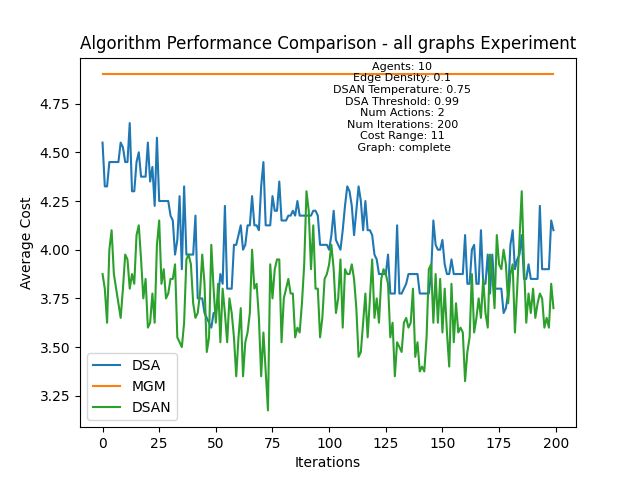 Algorithm Performance Comparison - all graphs Experiment
Agents: 10
Edge Density: 0.1
DSAN Temperature: 0.75
DSA Threshold: 0.99
Num Actions: 2
Num Iterations: 200
Cost Range: 11
Graph: complete
Average Cost
4.75
4.50
4.25
4.00
3.75
3.50
3.25
DSA
MGM
DSAN
0 25 50 75 100 125 150 175 200
Iterations